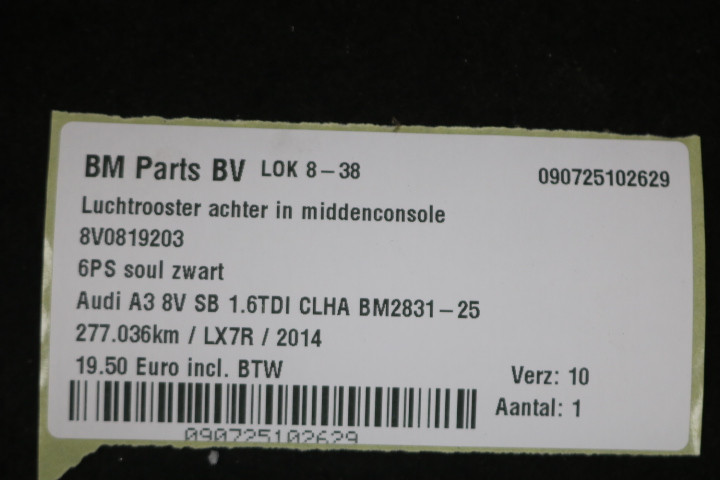 BM Parts BV LOK 8-38 090725102629
Luchtrooster achter in middenconsole
8V0819203
6PS soul zwart
Audi A3 8V SB 1.6TDI CLHA BM2831-25
277.036km / LX7R / 2014
19.50 Euro incl. BTW
Verz: 10
Aantal: 1
090725102629